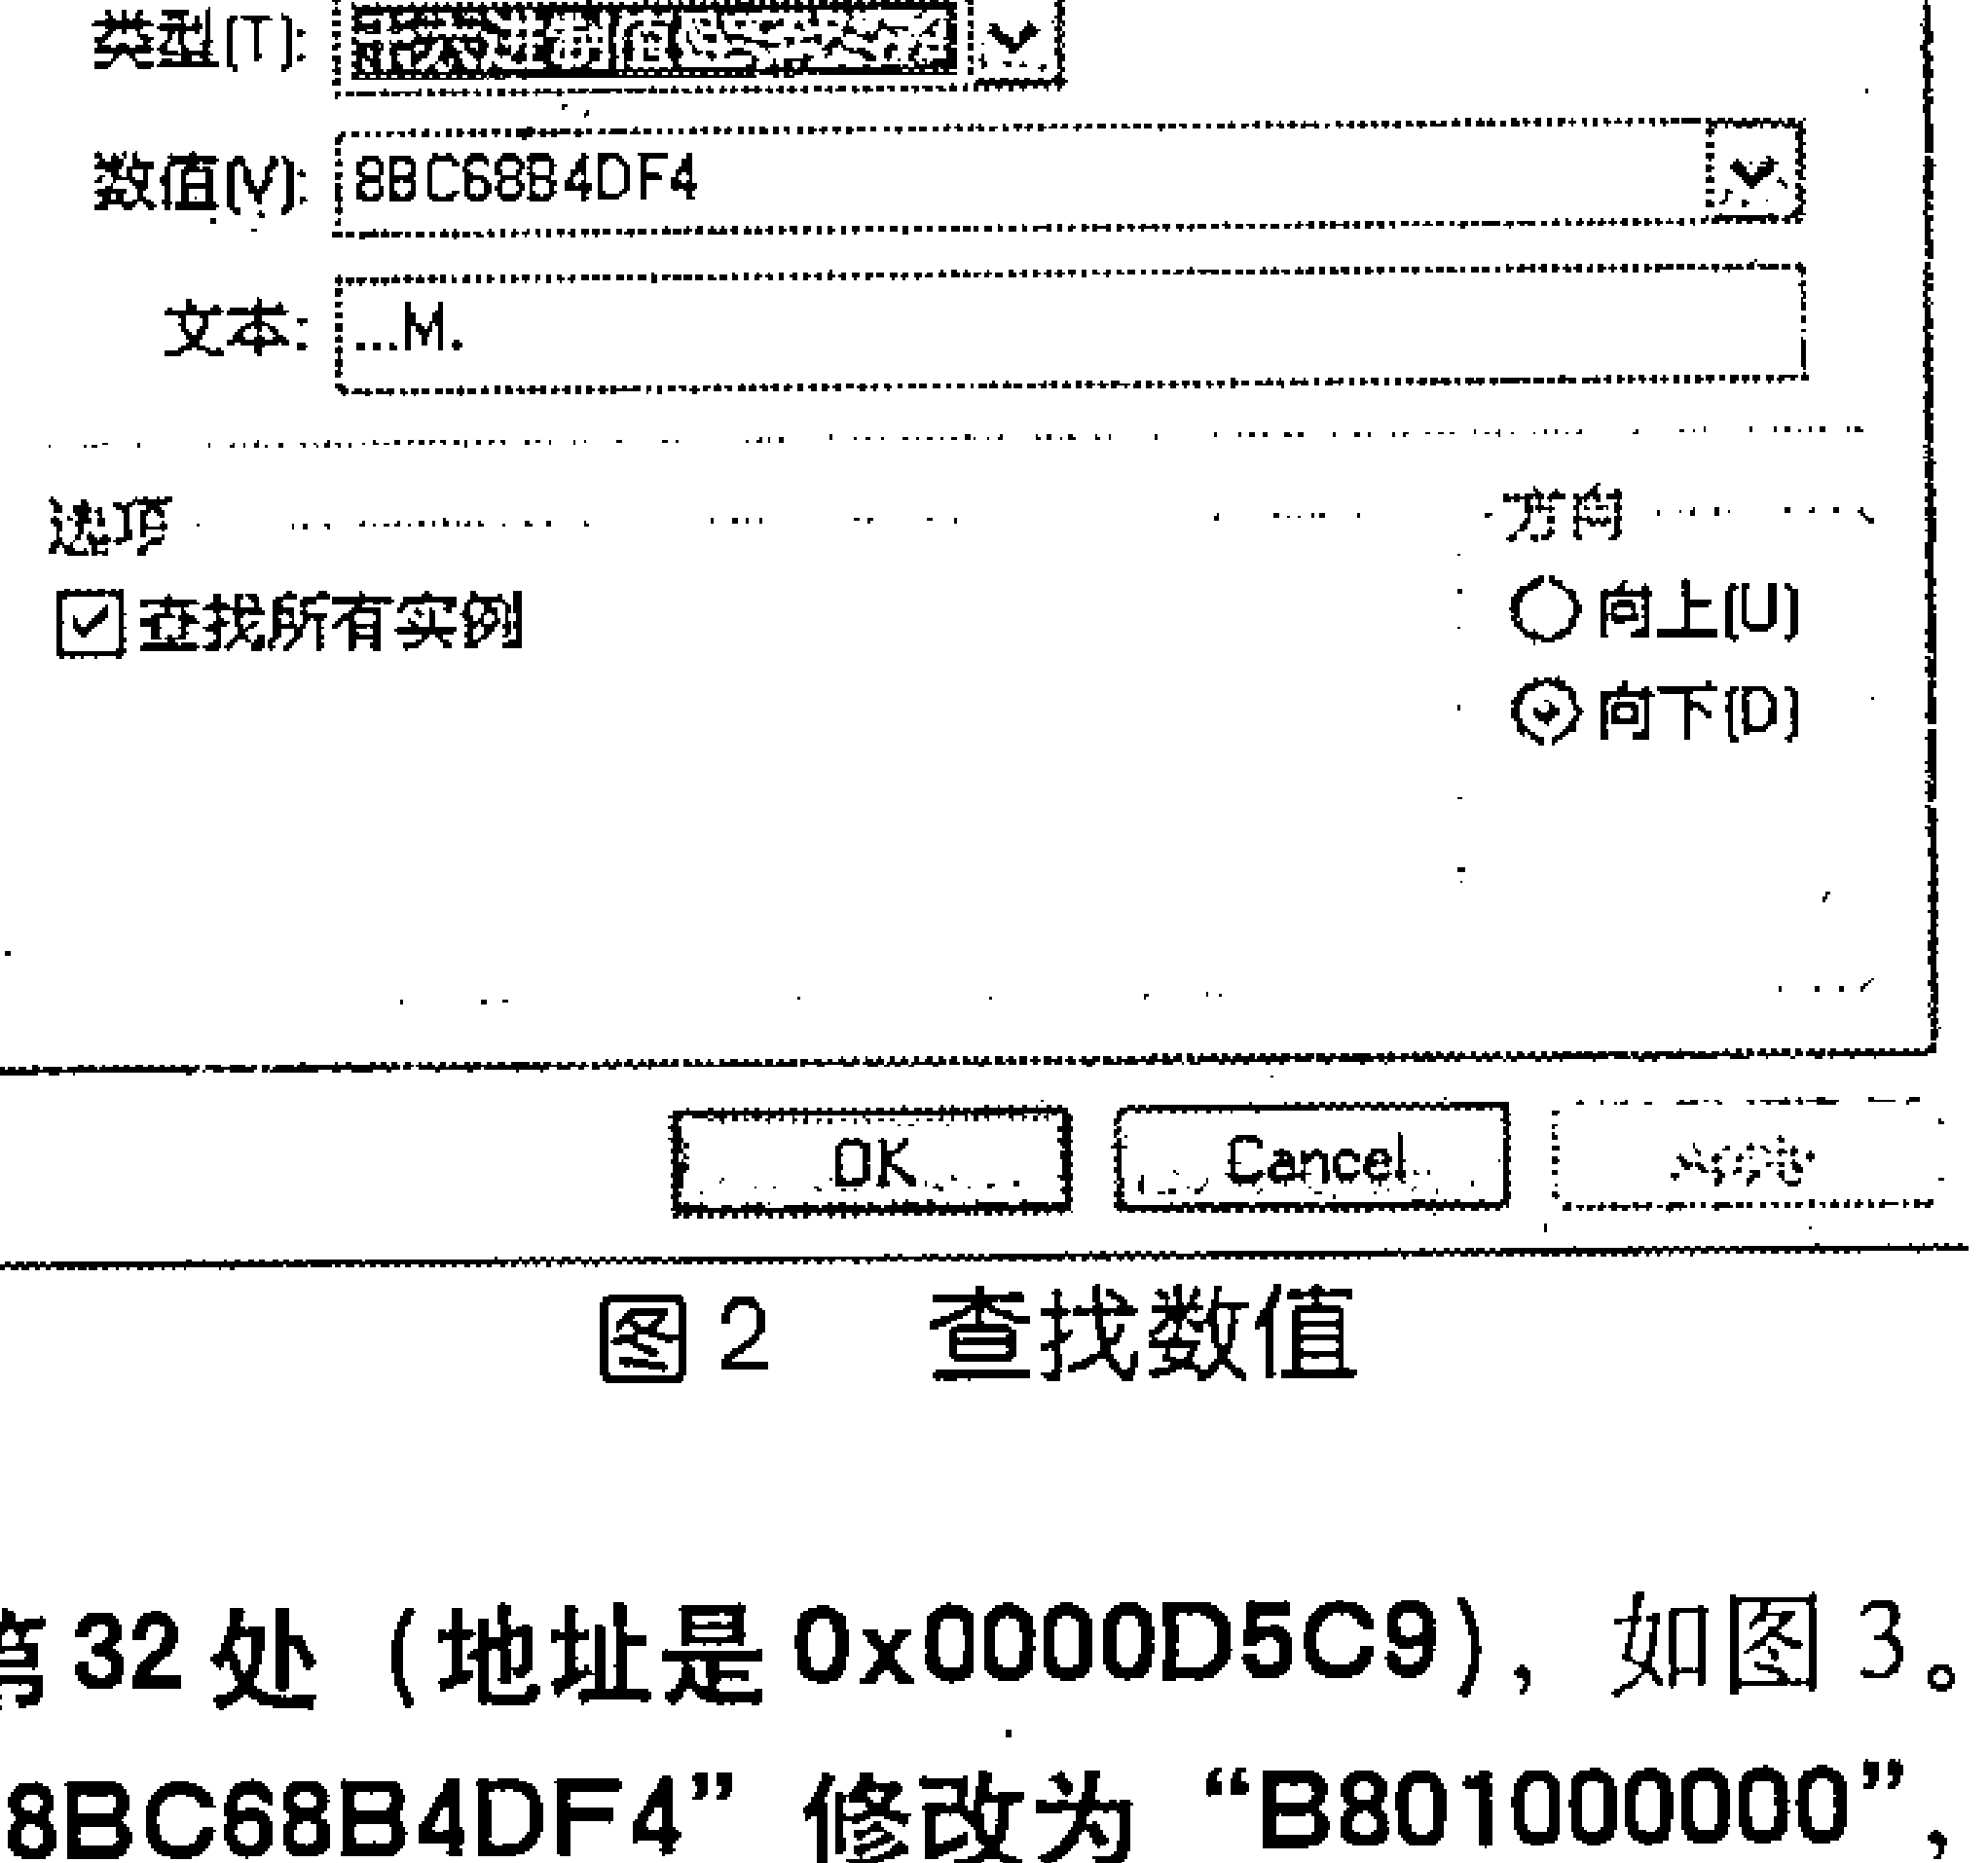 类型(T):
数值(V): 8BC68B4DF4
文本: ...M.
选项 方向
查找所有实例 向上(U)
向下(D)
OK Cancel
图2 查找数值
第32处(地址是0x0000D5C9),如图3。
8BC68B4DF4”修改为“B801000000”,